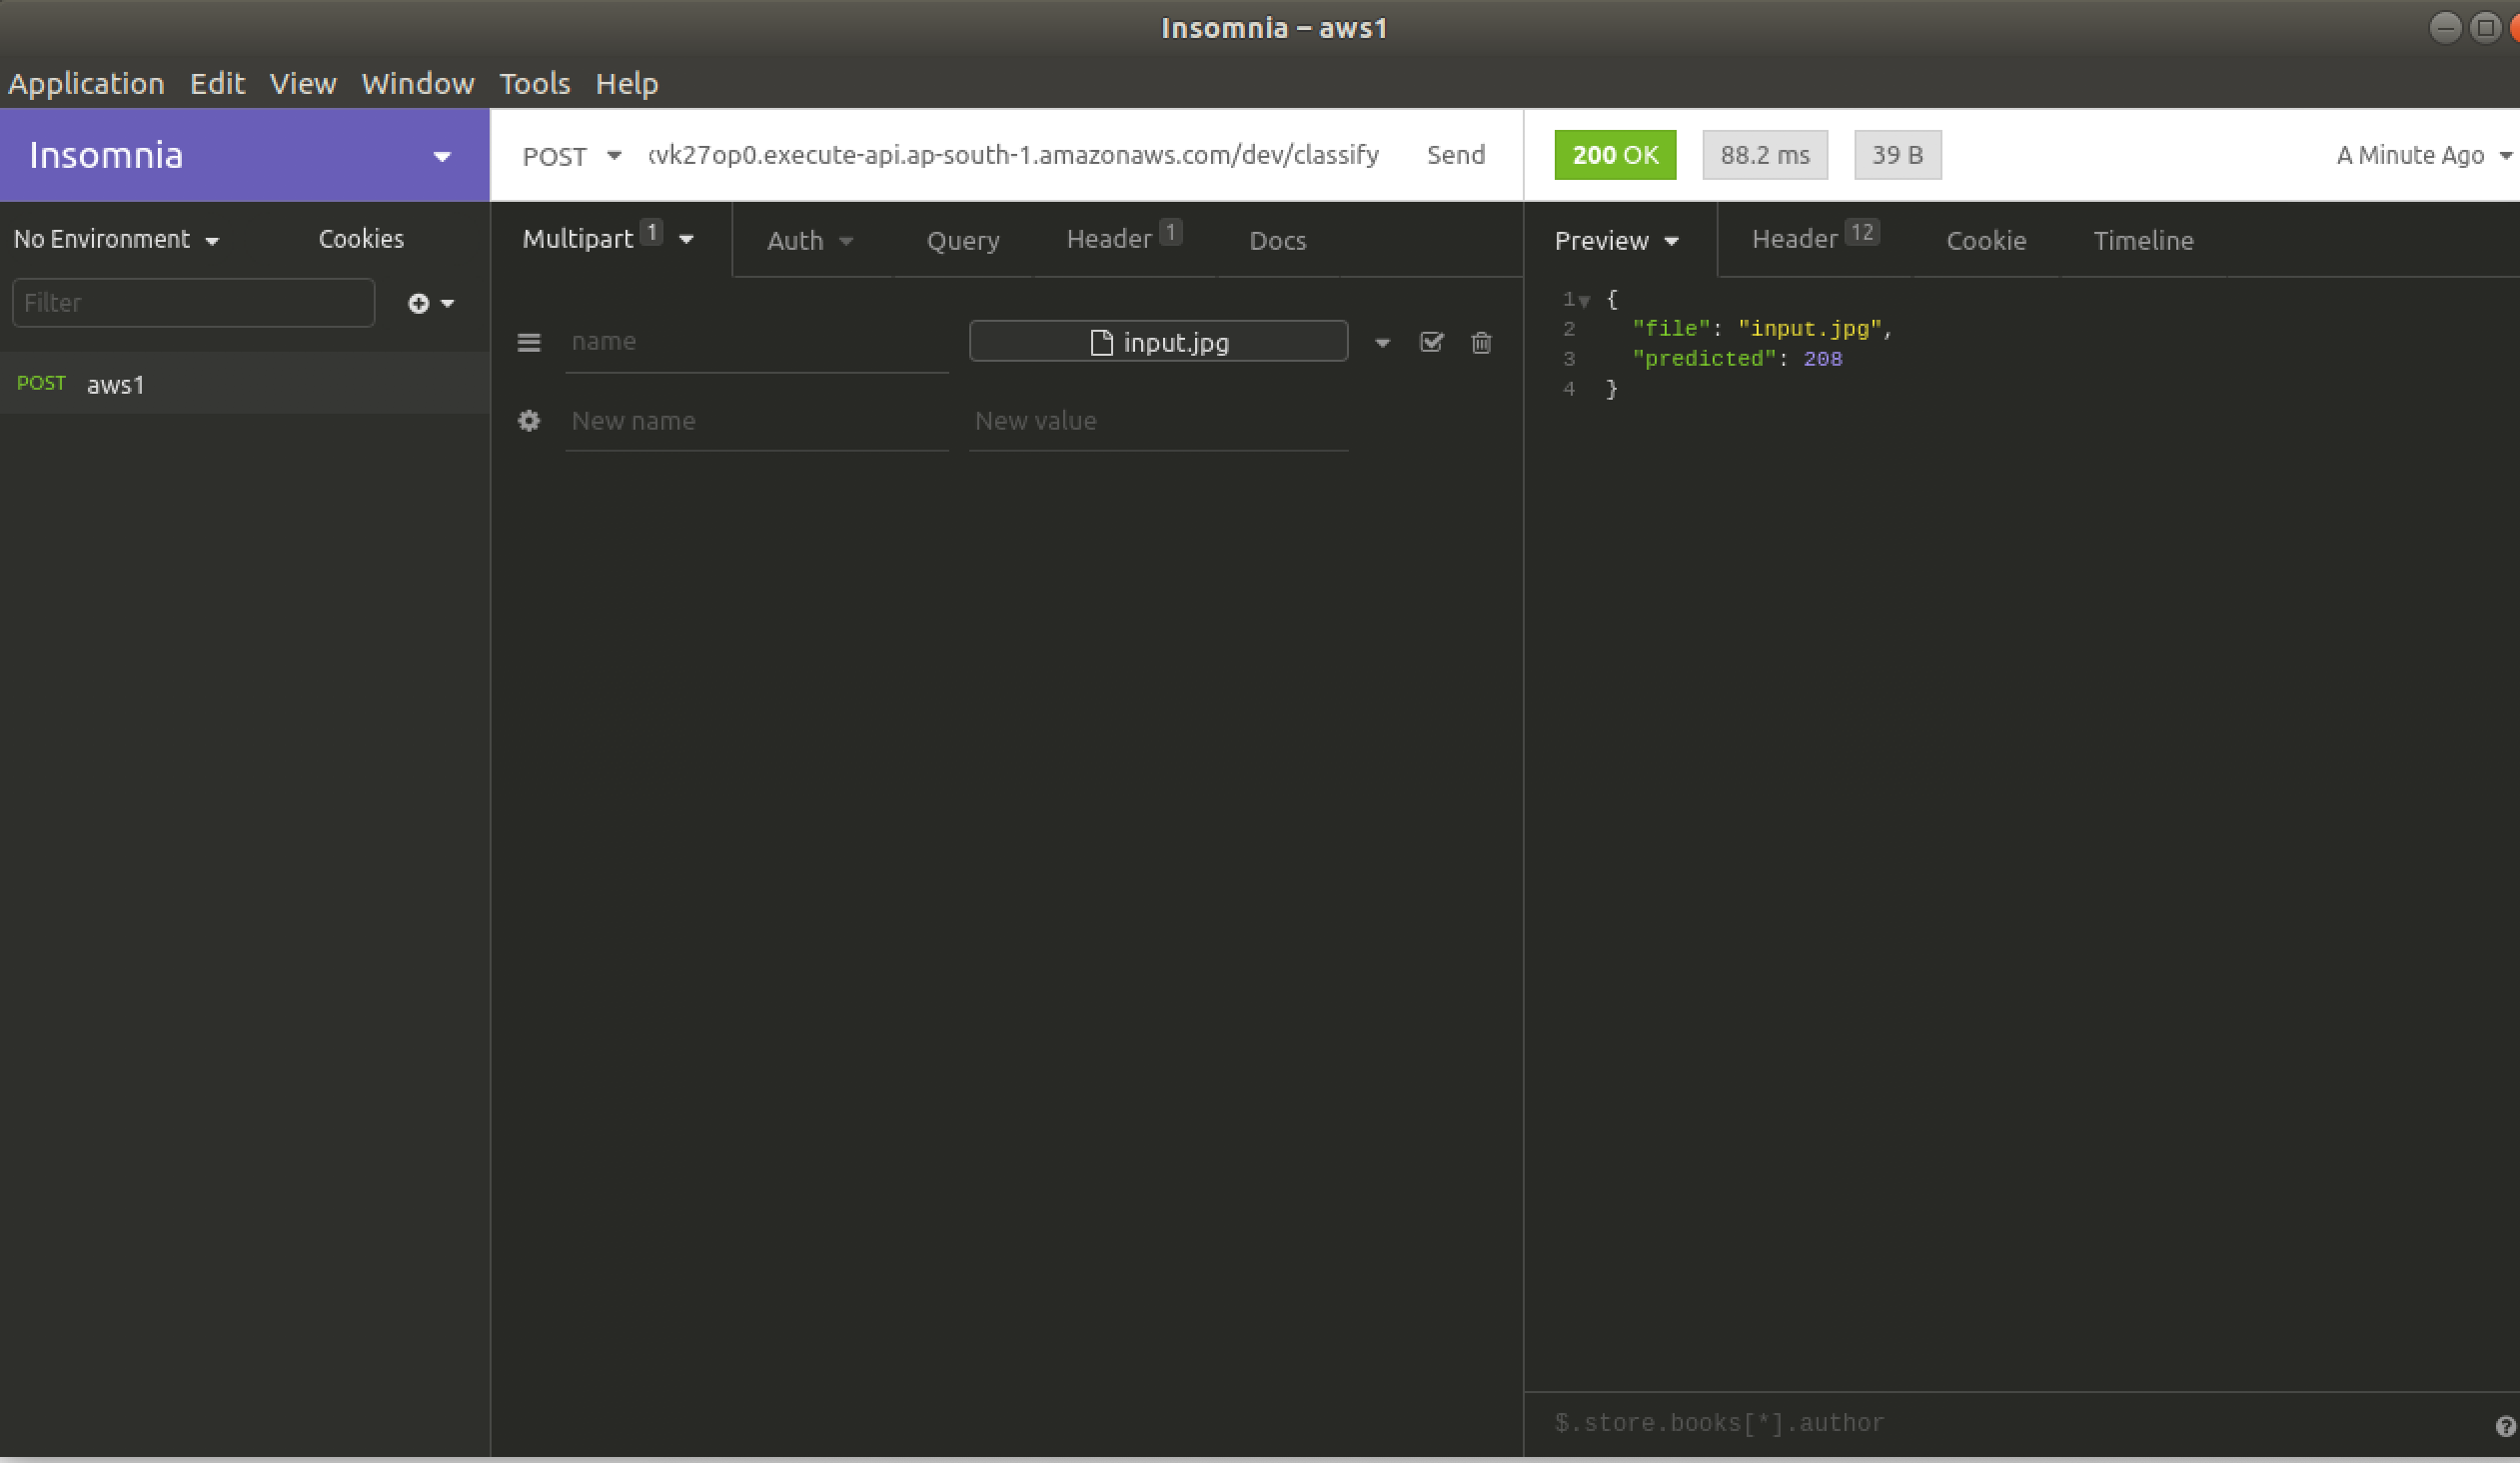 Insomnia – aws1
Application Edit View Window Tools Help
Insomnia
POST vk27op0.execute-api.ap-south-1.amazonaws.com/dev/classify Send
200 OK 88.2 ms 39 B A Minute Ago
No Environment Cookies
Multipart 1 Auth Query Header 1 Docs
Preview Header 12 Cookie Timeline
Filter
POST aws1
name input.jpg
New name New value
1 {
2 "file": "input.jpg",
3 "predicted": 208
4 }
$.store.books[*].author